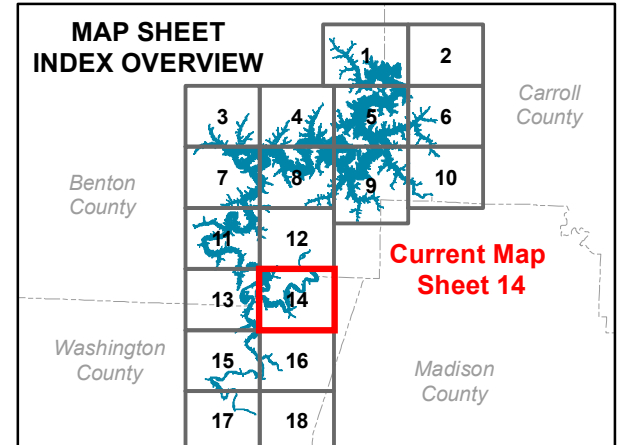 MAP SHEET
INDEX OVERVIEW
1
2
Carroll
County
3
4
5
6
Benton
County
7
8
9
10
11
12
Current Map
Sheet 14
13
14
Washington
County
15
16
Madison
County
17
18